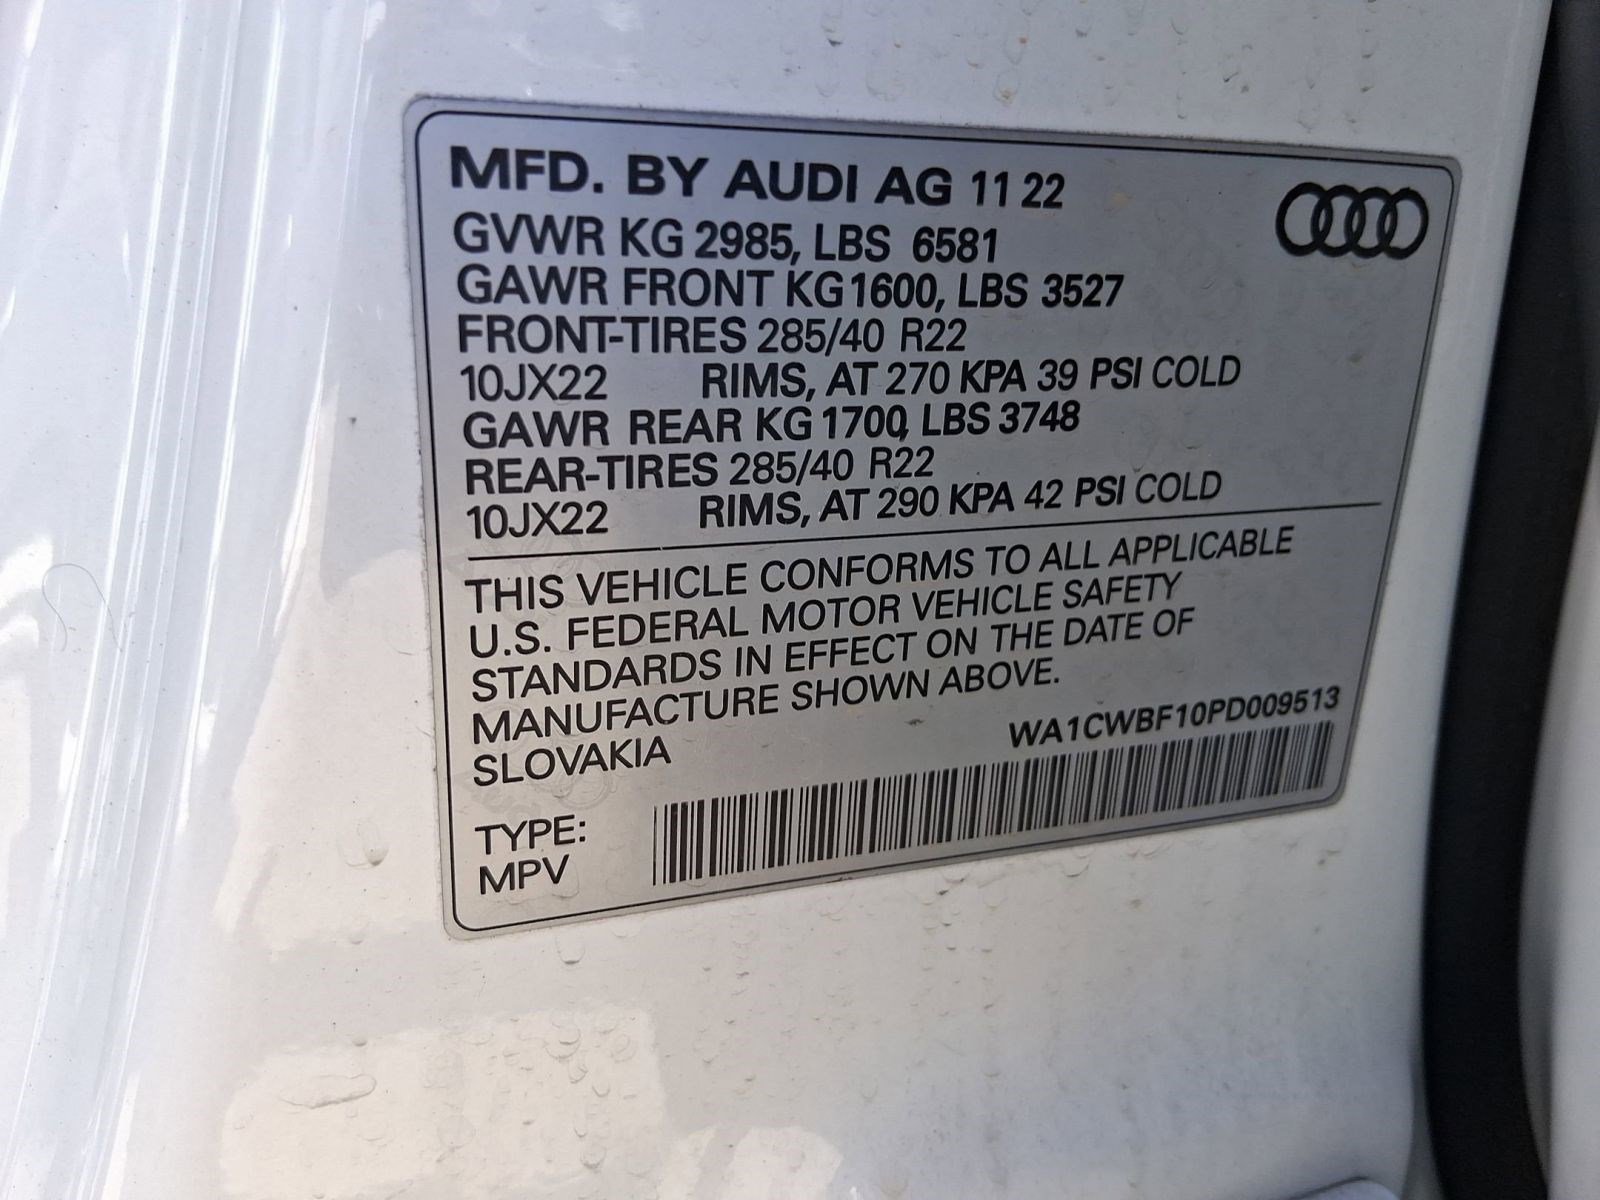 MFD. BY AUDI AG 11 22
GVWR KG 2985, LBS 6581
GAWR FRONT KG 1600, LBS 3527
FRONT-TIRES 285/40 R22
10JX22 RIMS, AT 270 KPA 39 PSI COLD
GAWR REAR KG 1700, LBS 3748
REAR-TIRES 285/40 R22
10JX22 RIMS, AT 290 KPA 42 PSI COLD
THIS VEHICLE CONFORMS TO ALL APPLICABLE
U.S. FEDERAL MOTOR VEHICLE SAFETY
STANDARDS IN EFFECT ON THE DATE OF
MANUFACTURE SHOWN ABOVE.
SLOVAKIA
WA1CWBF10PD009513
TYPE:
MPV